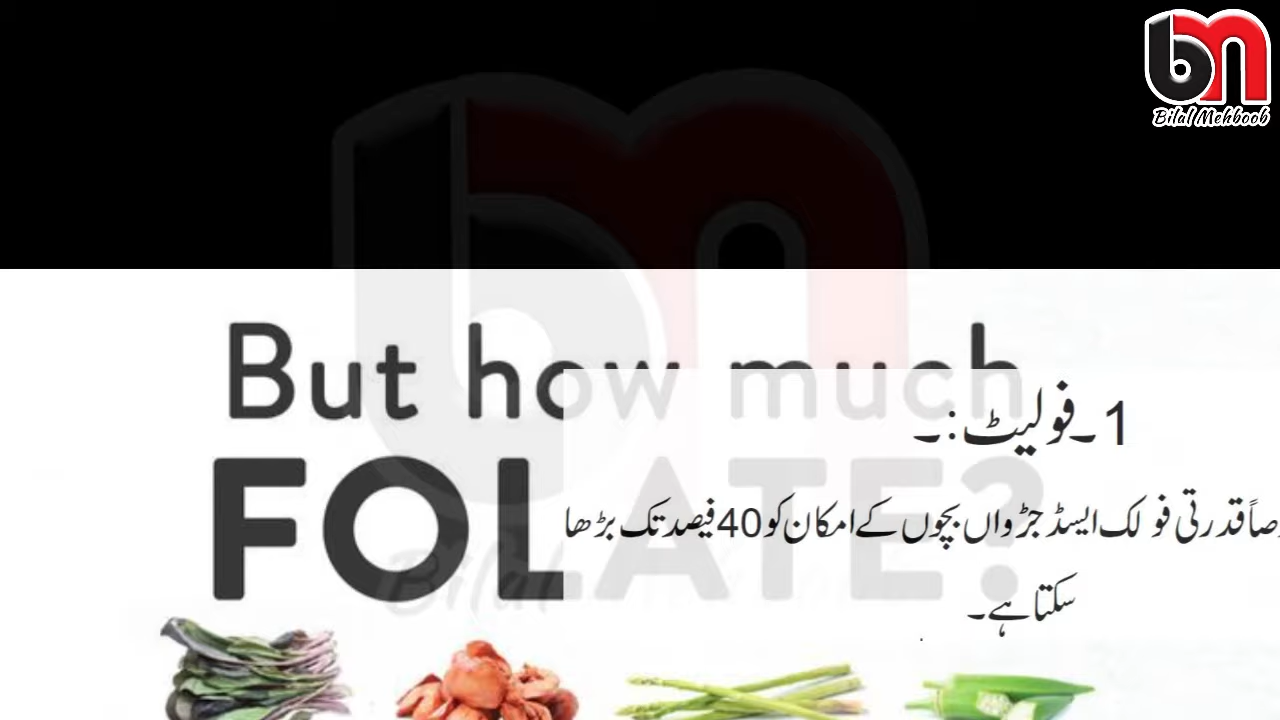 Bilal Mehboob
But how much
FOLATE?
1۔فولیٹ:۔
قدرتی فولک ایسڈ جڑواں بچوں کے امکان کو 40 فیصد تک بڑھا
سکتا ہے۔